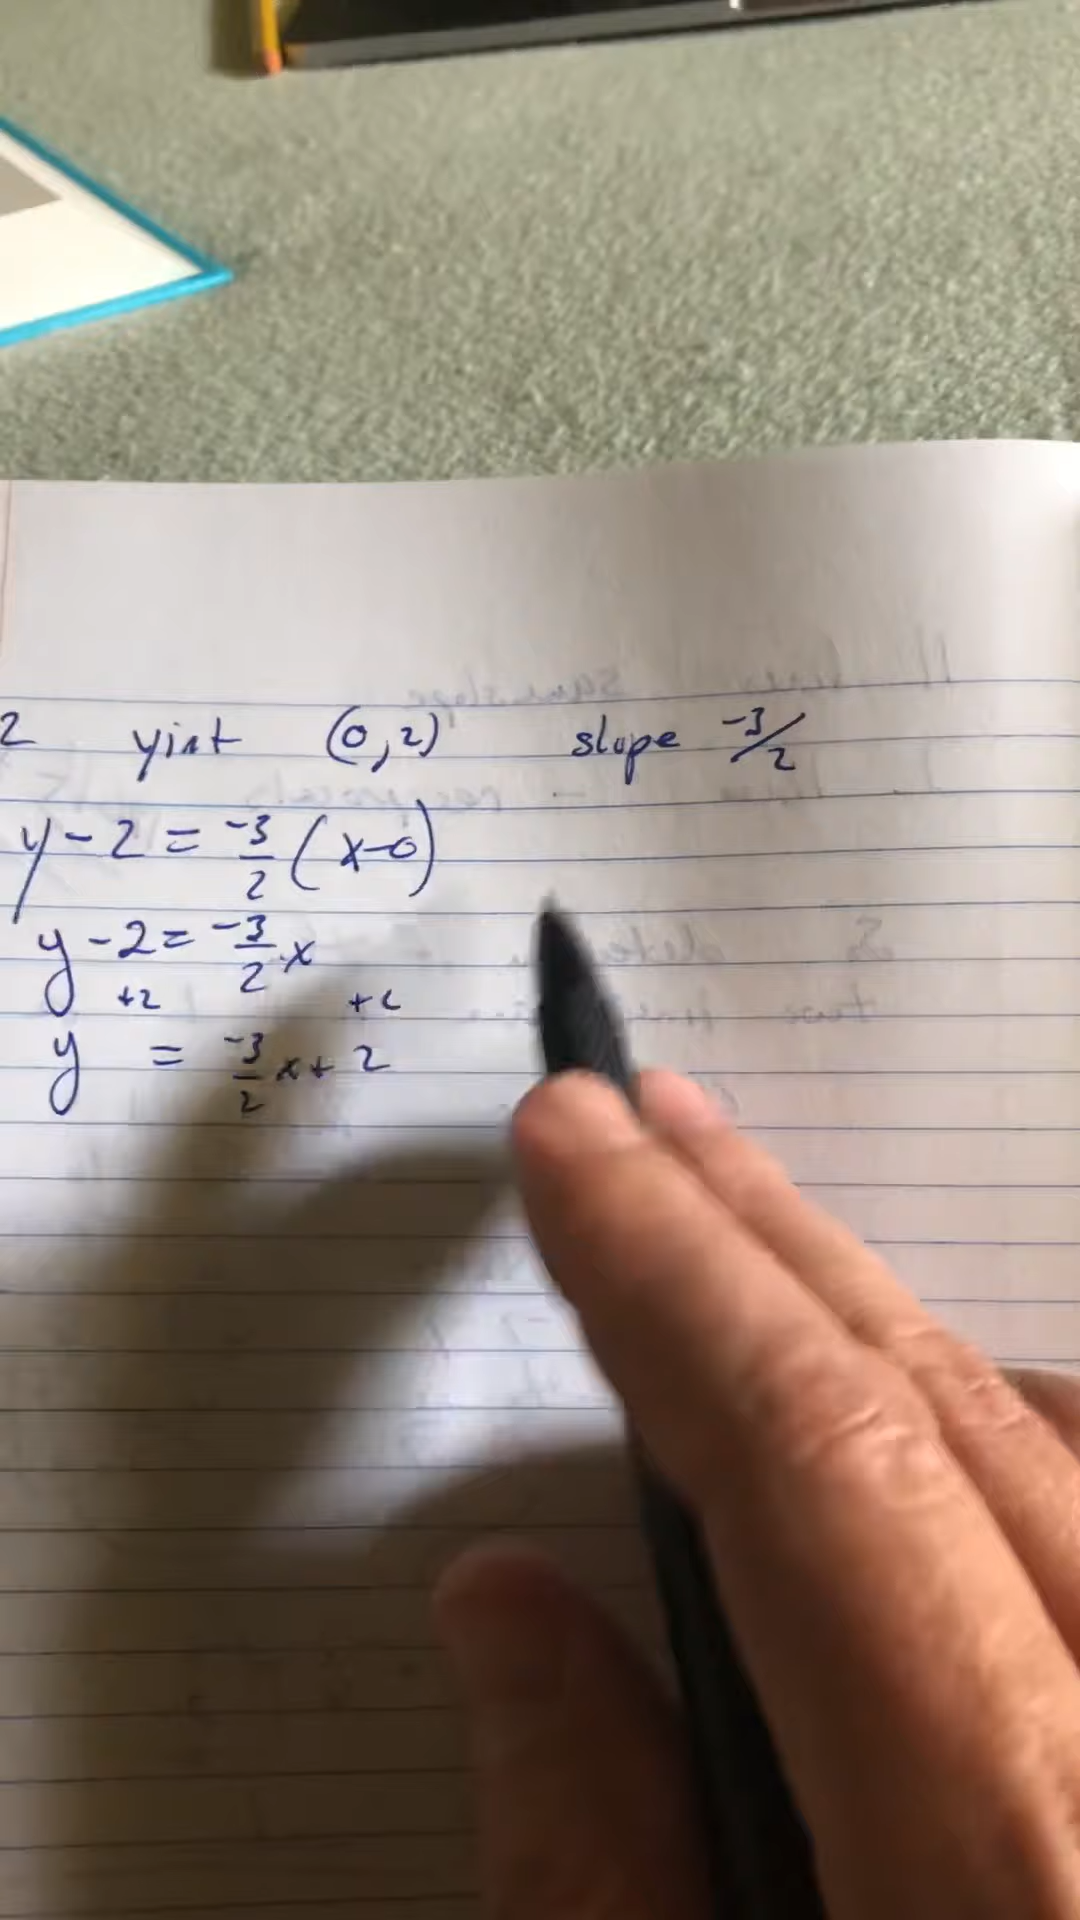 2 yint (0,2) slope -3/2
y-2 = -3/2 (x-0)
y-2 = -3/2 x
+2 +2
y = -3/2 x + 2